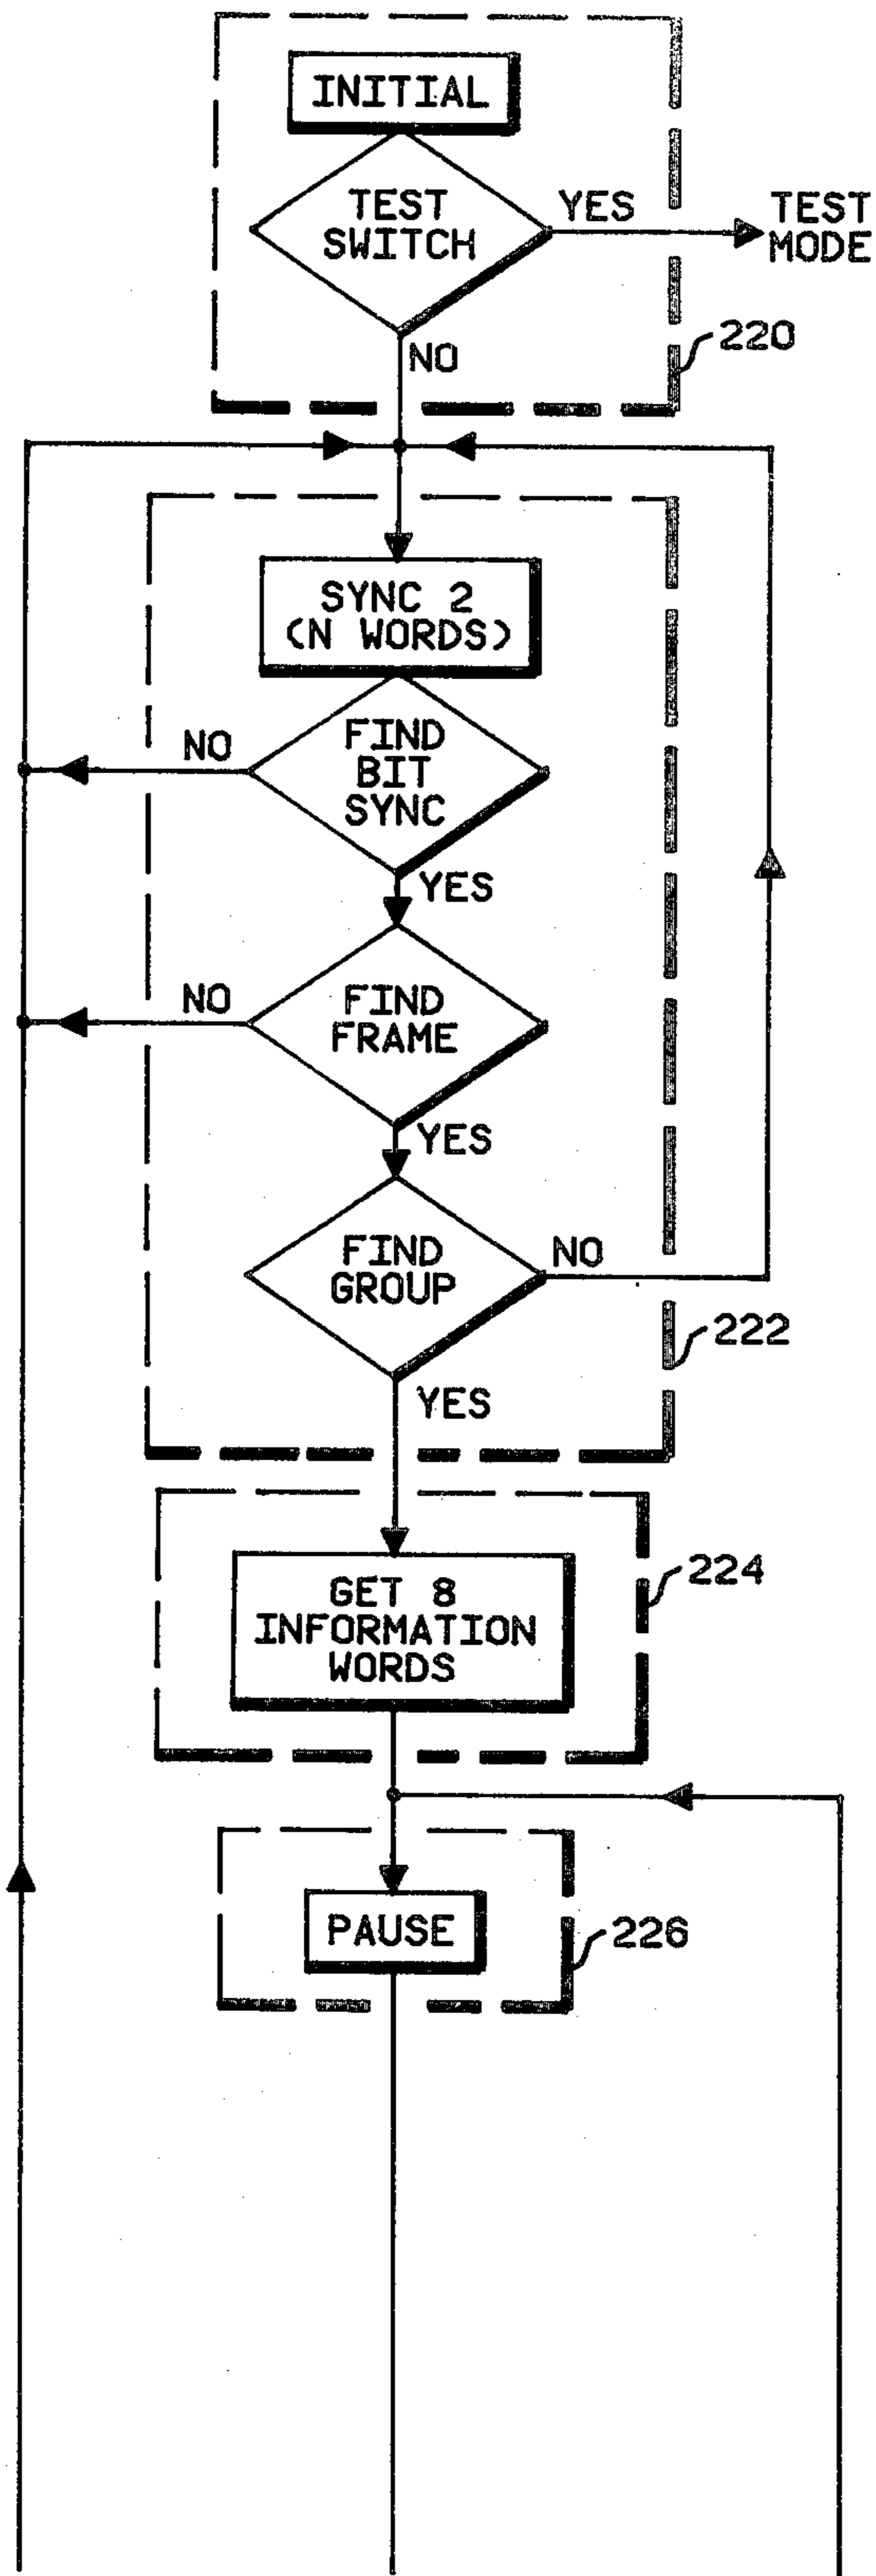 INITIAL
TEST
SWITCH
YES
TEST
MODE
NO
220
SYNC 2
(N WORDS)
NO
FIND
BIT
SYNC
YES
NO
FIND
FRAME
YES
FIND
GROUP
NO
222
YES
GET 8
INFORMATION
WORDS
224
PAUSE
226